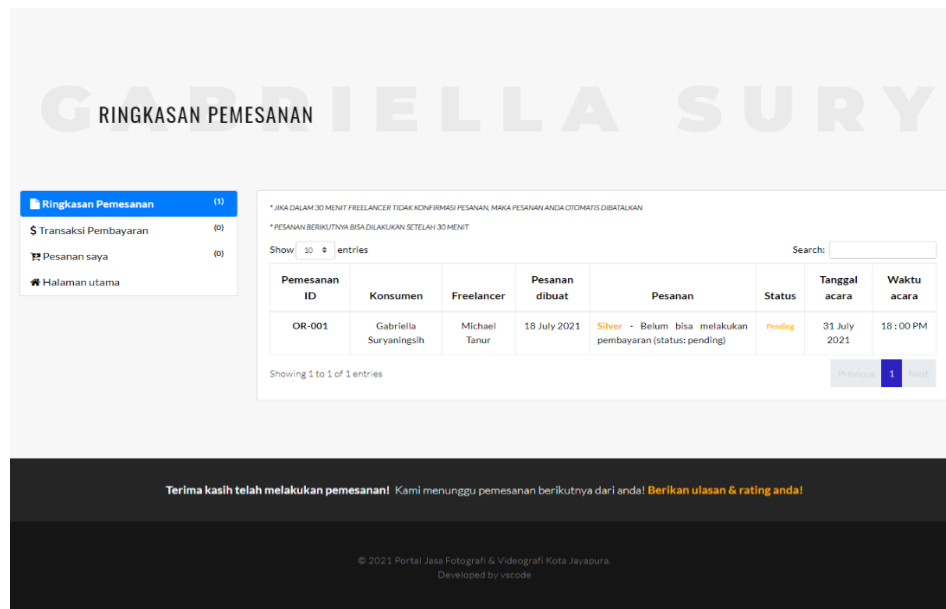 GABRIELLA SURY
RINGKASAN PEMESANAN
Ringkasan Pemesanan (1)
$ Transaksi Pembayaran (0)
Pesanan saya (0)
Halaman utama
* JIKA DALAM 30 MENIT FREELANCER TIDAK KONFIRMASI PESANAN, MAKA PESANAN ANDA OTOMATIS DIBATALKAN
* PESANAN BERIKUTNYA BISA DILAKUKAN SETELAH 30 MENIT
Show 10 entries Search:
Pemesanan ID Konsumen Freelancer Pesanan dibuat Pesanan Status Tanggal acara Waktu acara
OR-001 Gabriella Suryaningsih Michael Tanur 18 July 2021 Silver - Belum bisa melakukan pembayaran (status: pending) Pending 31 July 2021 18 : 00 PM
Showing 1 to 1 of 1 entries Previous 1 Next
Terima kasih telah melakukan pemesanan! Kami menunggu pemesanan berikutnya dari anda! Berikan ulasan & rating anda!
© 2021 Portal Jasa Fotografi & Videografi Kota Jayapura.
Developed by vscode